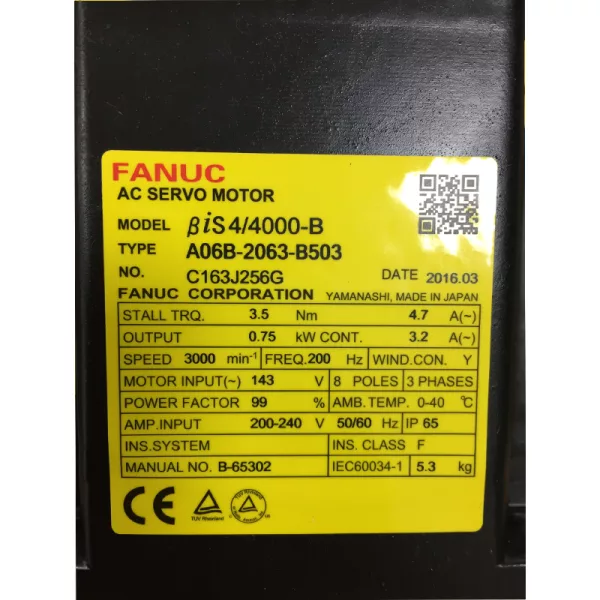 FANUC
AC SERVO MOTOR
MODEL βiS 4/4000-B
TYPE A06B-2063-B503
NO. C163J256G DATE 2016.03
FANUC CORPORATION YAMANASHI, MADE IN JAPAN
STALL TRQ. 3.5 Nm 4.7 A(~)
OUTPUT 0.75 kW CONT. 3.2 A(~)
SPEED 3000 min⁻¹ FREQ. 200 Hz WIND.CON. Y
MOTOR INPUT(~) 143 V 8 POLES 3 PHASES
POWER FACTOR 99 % AMB.TEMP. 0-40 ℃
AMP.INPUT 200-240 V 50/60 Hz IP 65
INS.SYSTEM INS. CLASS F
MANUAL NO. B-65302 IEC60034-1 5.3 kg
CE
TÜV Rheinland